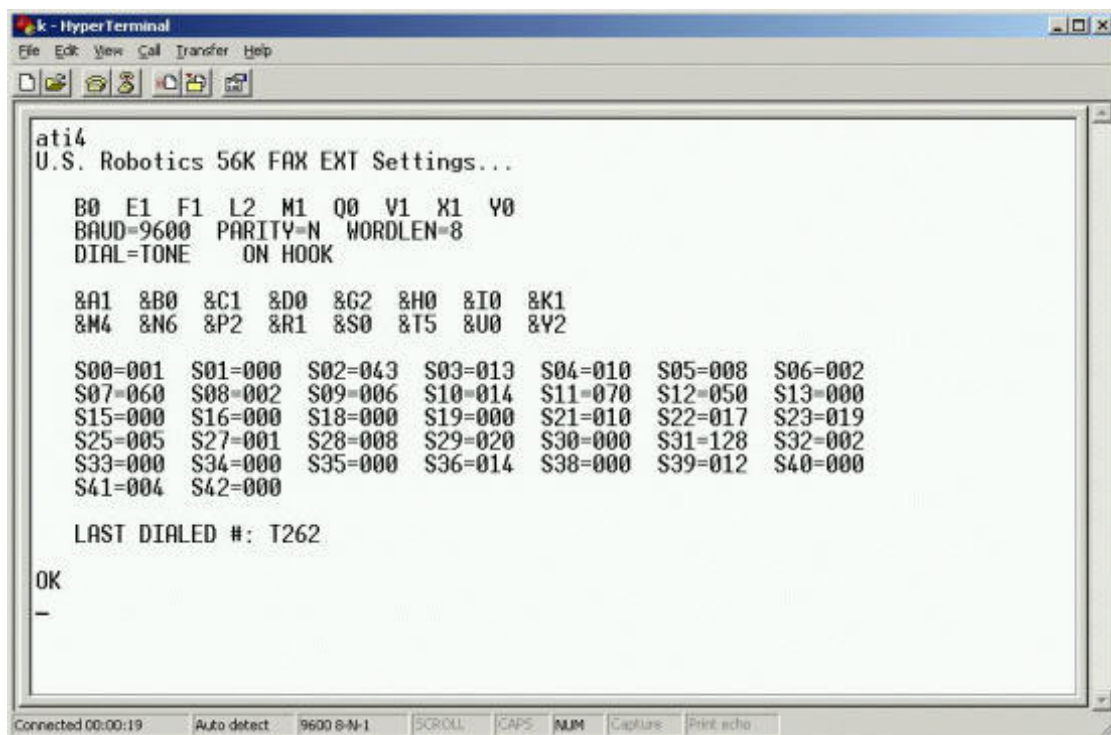 k - HyperTerminal
File Edit View Call Transfer Help
ati4
U.S. Robotics 56K FAX EXT Settings...
B0 E1 F1 L2 M1 Q0 V1 X1 Y0
BAUD=9600 PARITY=N WORDLEN=8
DIAL=TONE ON HOOK
&A1 &B0 &C1 &D0 &G2 &H0 &I0 &K1
&M4 &N6 &P2 &R1 &S0 &T5 &U0 &Y2
S00=001 S01=000 S02=043 S03=013 S04=010 S05=008 S06=002
S07=060 S08=002 S09=006 S10=014 S11=070 S12=050 S13=000
S15=000 S16=000 S18=000 S19=000 S21=010 S22=017 S23=019
S25=005 S27=001 S28=008 S29=020 S30=000 S31=128 S32=002
S33=000 S34=000 S35=000 S36=014 S38=000 S39=012 S40=000
S41=004 S42=000
LAST DIALED #: T262
OK
Connected 00:00:19 Auto detect 9600 8-N-1 SCROLL CAPS NUM Capture Print echo